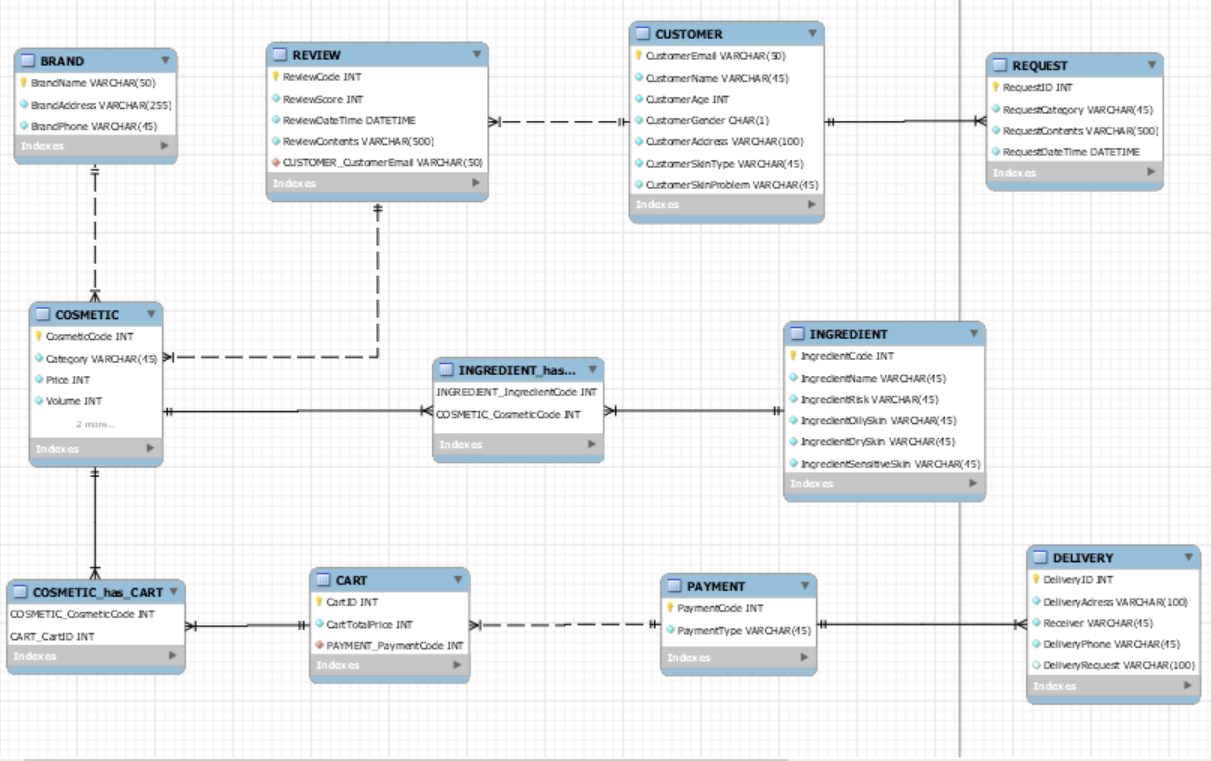 BRAND
BrandName VARCHAR(50)
BrandAddress VARCHAR(255)
BrandPhone VARCHAR(45)
Indexes
REVIEW
ReviewCode INT
ReviewScore INT
ReviewDateTime DATETIME
ReviewContents VARCHAR(500)
CUSTOMER_CustomerEmail VARCHAR(50)
Indexes
CUSTOMER
CustomerEmail VARCHAR(50)
CustomerName VARCHAR(45)
CustomerAge INT
CustomerGender CHAR(1)
CustomerAddress VARCHAR(100)
CustomerSkinType VARCHAR(45)
CustomerSkinProblem VARCHAR(45)
Indexes
REQUEST
RequestID INT
RequestCategory VARCHAR(45)
RequestContents VARCHAR(500)
RequestDateTime DATETIME
Indexes
COSMETIC
CosmeticCode INT
Category VARCHAR(45)
Price INT
Volume INT
2 more...
Indexes
INGREDIENT_has...
INGREDIENT_IngredientCode INT
COSMETIC_CosmeticCode INT
Indexes
INGREDIENT
IngredientCode INT
IngredientName VARCHAR(45)
IngredientRisk VARCHAR(45)
IngredientOilySkin VARCHAR(45)
IngredientDrySkin VARCHAR(45)
IngredientSensitiveSkin VARCHAR(45)
Indexes
COSMETIC_has_CART
COSMETIC_CosmeticCode INT
CART_CartID INT
Indexes
CART
CartID INT
CartTotalPrice INT
PAYMENT_PaymentCode INT
Indexes
PAYMENT
PaymentCode INT
PaymentType VARCHAR(45)
Indexes
DELIVERY
DeliveryID INT
DeliveryAdress VARCHAR(100)
Receiver VARCHAR(45)
DeliveryPhone VARCHAR(45)
DeliveryRequest VARCHAR(100)
Indexes